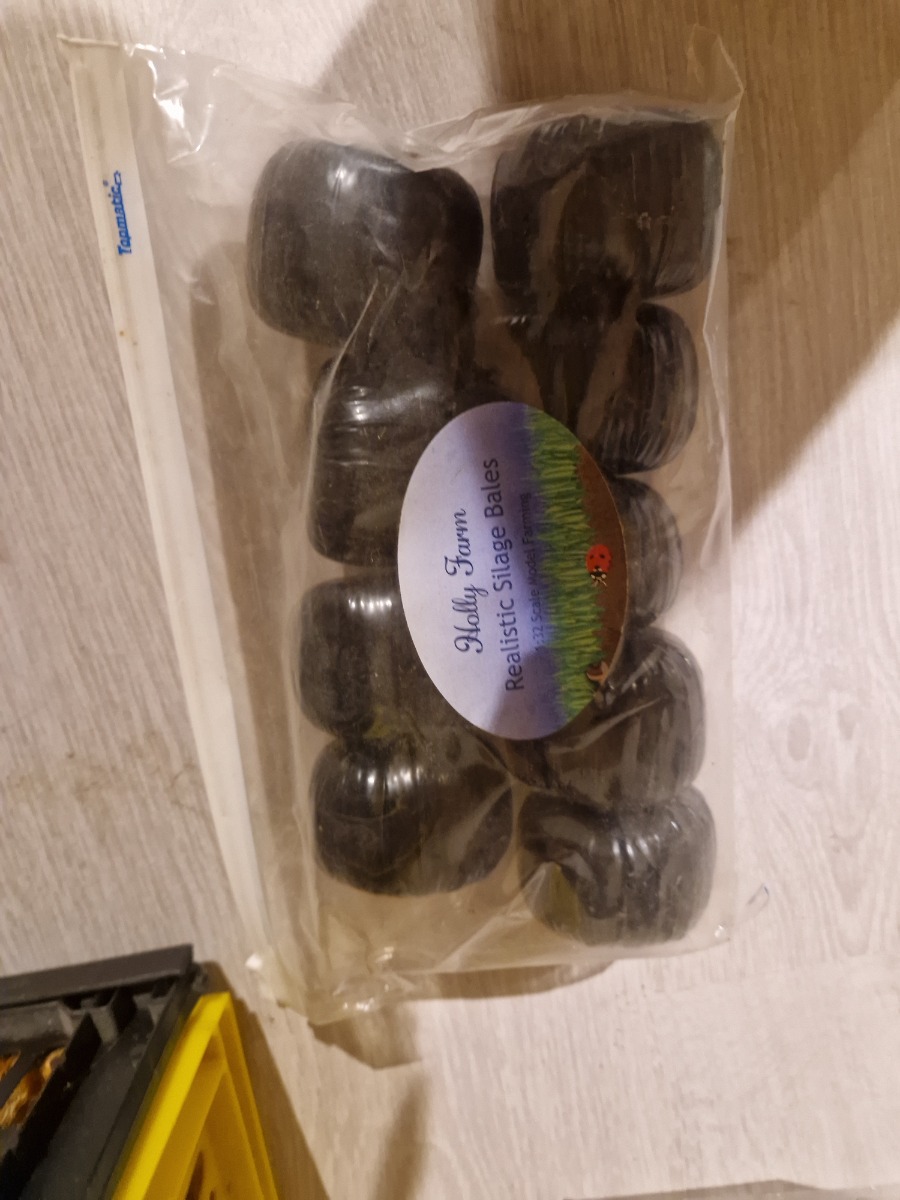 Tapmatic®
Holly Farm
Realistic Silage Bales
1:32 Scale Model Farming